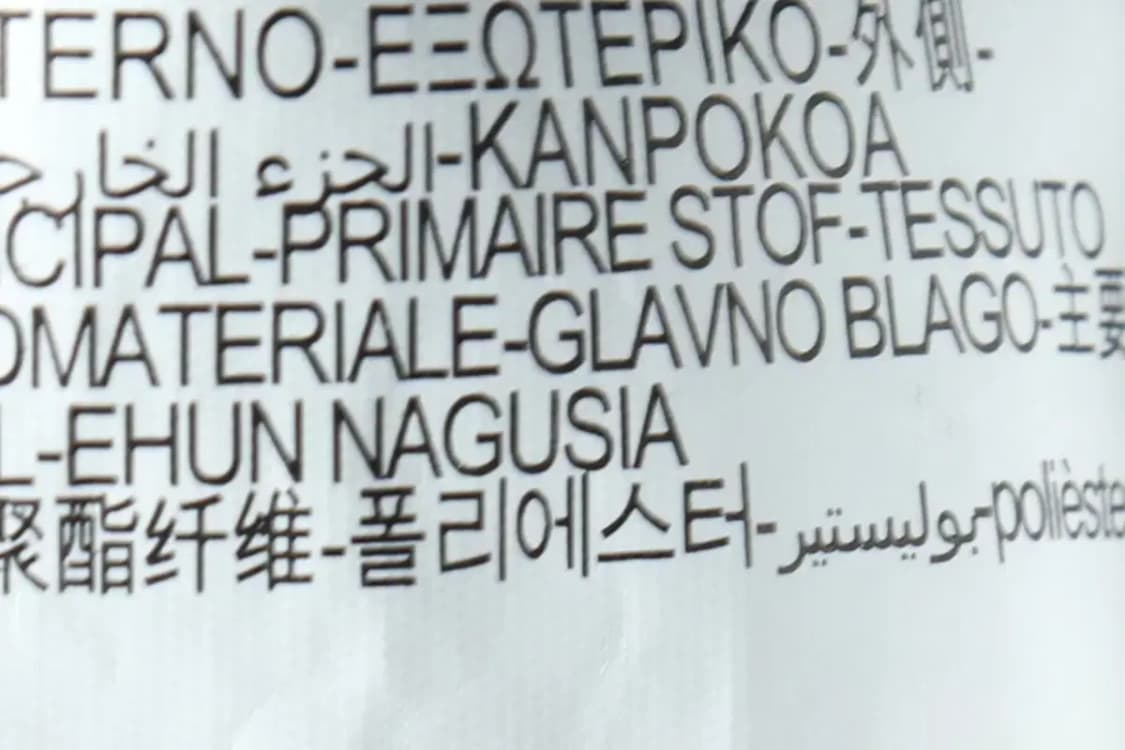 TERNO-ΕΞΩΤΕΡΙΚΟ-外側-
الجزء الخارجـ-KANPOKOA
CIPAL-PRIMAIRE STOF-TESSUTO
OMATERIALE-GLAVNO BLAGO-主要
L-EHUN NAGUSIA
聚酯纤维-폴리에스터-بوليستير-polièste